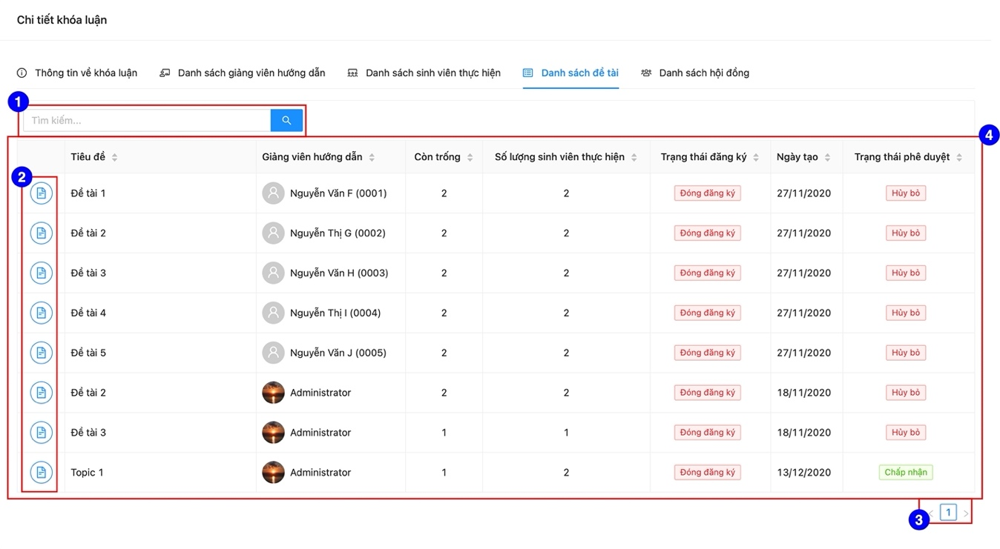 Chi tiết khóa luận
Thông tin về khóa luận Danh sách giảng viên hướng dẫn Danh sách sinh viên thực hiện Danh sách đề tài Danh sách hội đồng
1
Tìm kiếm...
4
Tiêu đề Giảng viên hướng dẫn Còn trống Số lượng sinh viên thực hiện Trạng thái đăng ký Ngày tạo Trạng thái phê duyệt
2
Đề tài 1 Nguyễn Văn F (0001) 2 2 Đóng đăng ký 27/11/2020 Hủy bỏ
Đề tài 2 Nguyễn Thị G (0002) 2 2 Đóng đăng ký 27/11/2020 Hủy bỏ
Đề tài 3 Nguyễn Văn H (0003) 2 2 Đóng đăng ký 27/11/2020 Hủy bỏ
Đề tài 4 Nguyễn Thị I (0004) 2 2 Đóng đăng ký 27/11/2020 Hủy bỏ
Đề tài 5 Nguyễn Văn J (0005) 2 2 Đóng đăng ký 27/11/2020 Hủy bỏ
Đề tài 2 Administrator 2 2 Đóng đăng ký 18/11/2020 Hủy bỏ
Đề tài 3 Administrator 1 1 Đóng đăng ký 18/11/2020 Hủy bỏ
Topic 1 Administrator 1 2 Đóng đăng ký 13/12/2020 Chấp nhận
3 < 1 >